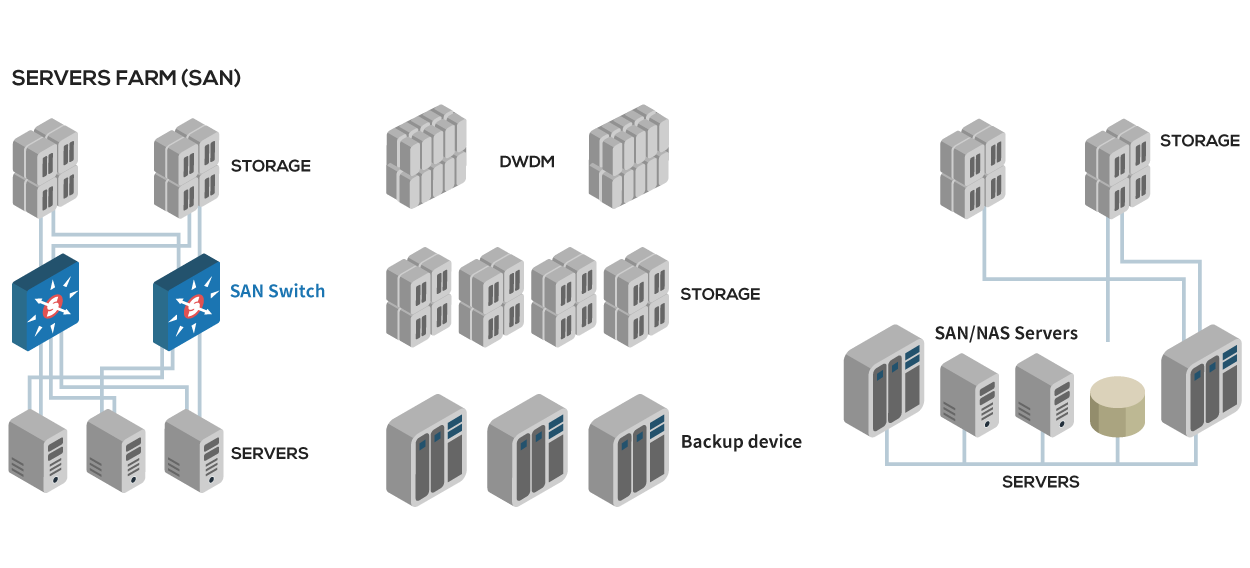 SERVERS FARM (SAN)
STORAGE
SAN Switch
SERVERS
DWDM
STORAGE
Backup device
STORAGE
SAN/NAS Servers
SERVERS